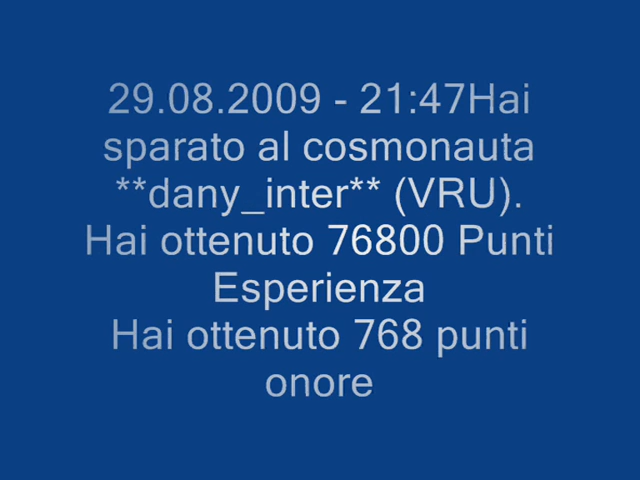 29.08.2009 - 21:47Hai
sparato al cosmonauta
**dany_inter** (VRU).
Hai ottenuto 76800 Punti
Esperienza
Hai ottenuto 768 punti
onore